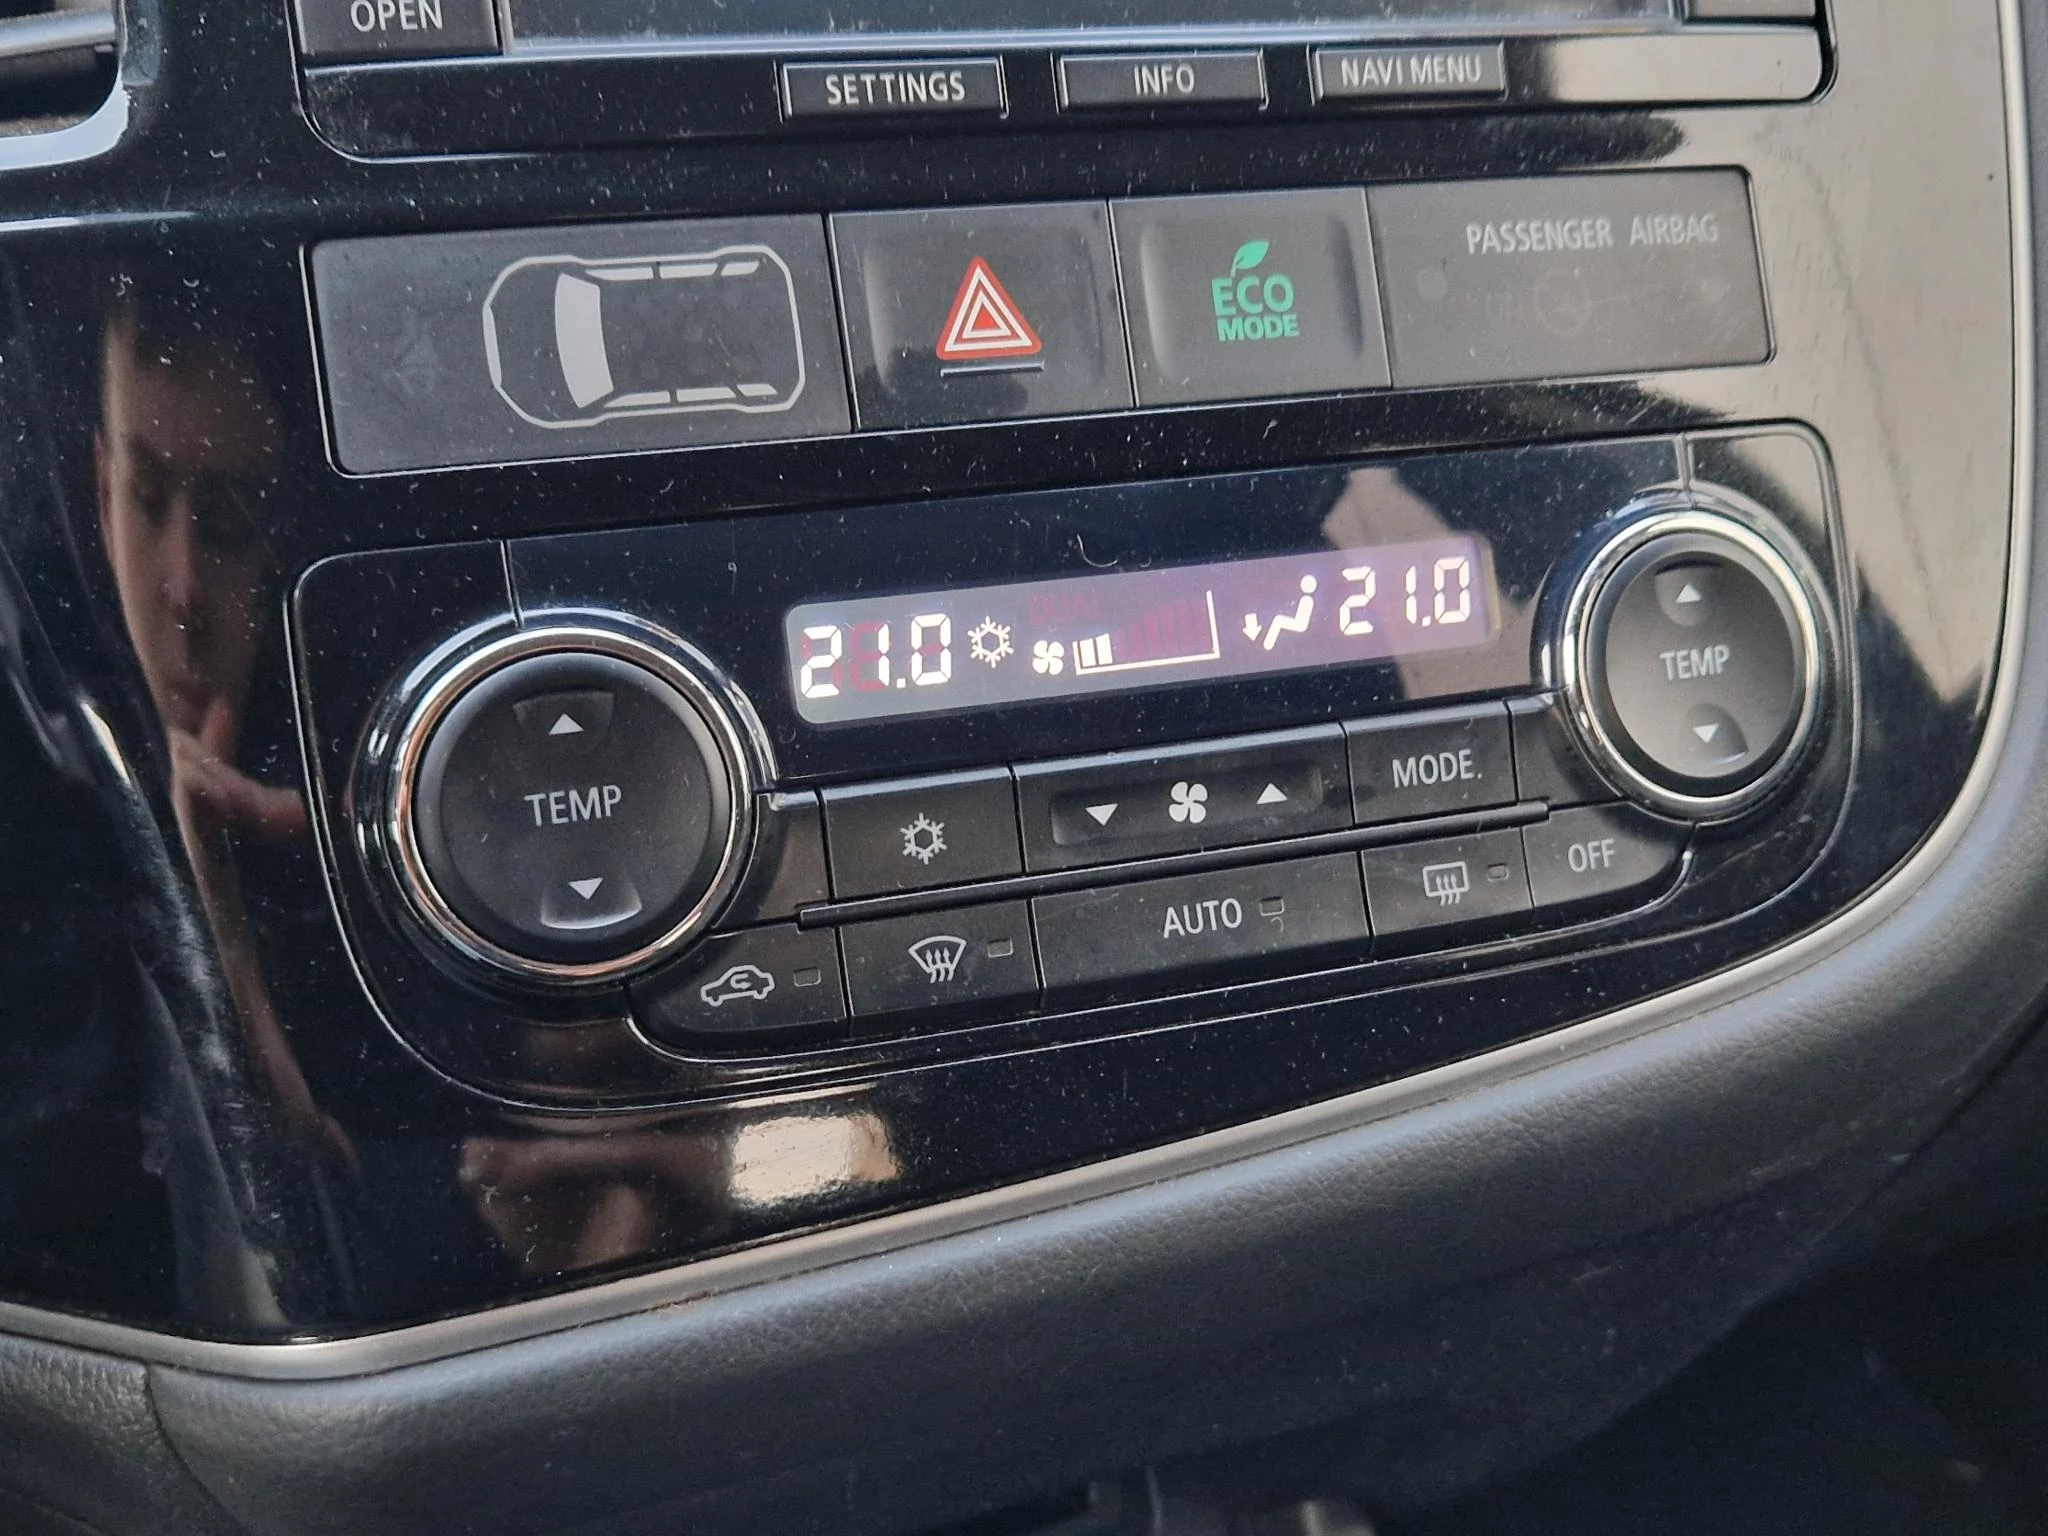 OPEN
SETTINGS
INFO
NAVI MENU
PASSENGER AIRBAG
ECO
MODE
21.0
21.0
TEMP
TEMP
MODE
AUTO
OFF